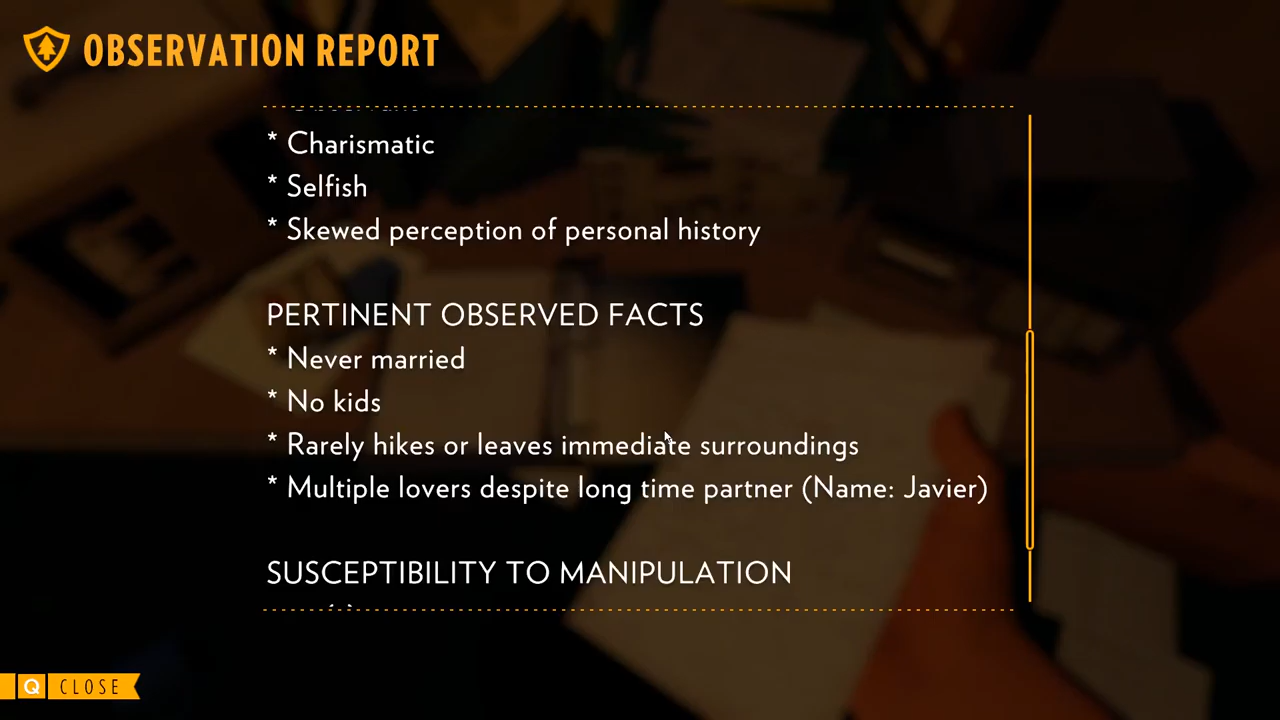 OBSERVATION REPORT
* Charismatic
* Selfish
* Skewed perception of personal history
PERTINENT OBSERVED FACTS
* Never married
* No kids
* Rarely hikes or leaves immediate surroundings
* Multiple lovers despite long time partner (Name: Javier)
SUSCEPTIBILITY TO MANIPULATION
Q CLOSE